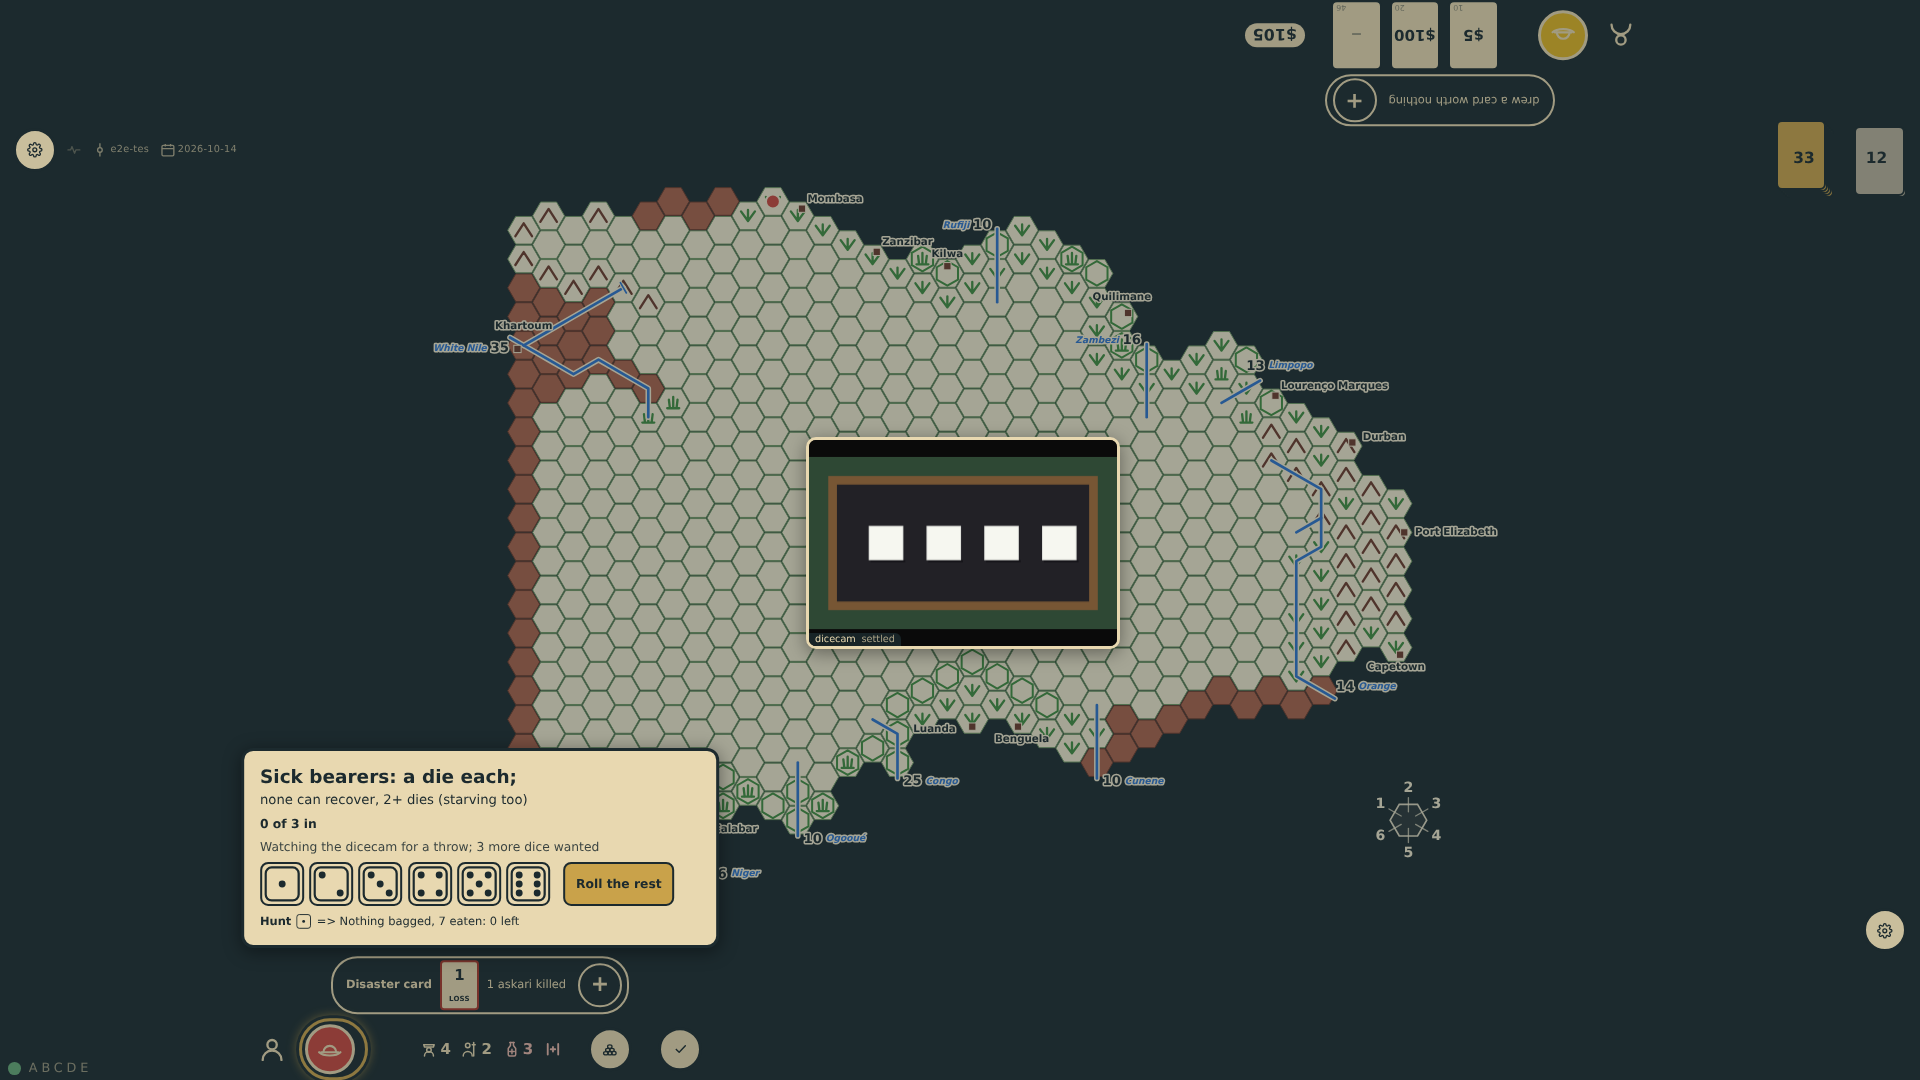 $105
46
–
20
$100
10
$5
drew a card worth nothing
e2e-tes
2026-10-14
33
12
Mombasa
Rufiji 10
Zanzibar
Kilwa
Quilimane
Khartoum
Zambezi 16
White Nile 35
13 Limpopo
Lourenço Marques
Durban
Port Elizabeth
dicecam settled
Capetown
14 Orange
Luanda
Benguela
25 Congo
10 Cunene
2
1 3
6 4
5
10 Ogooué
6 Niger
Sick bearers: a die each;
none can recover, 2+ dies (starving too)
0 of 3 in
Watching the dicecam for a throw; 3 more dice wanted
Roll the rest
Hunt => Nothing bagged, 7 eaten: 0 left
Disaster card 1 LOSS 1 askari killed
4 2 3
A B C D E